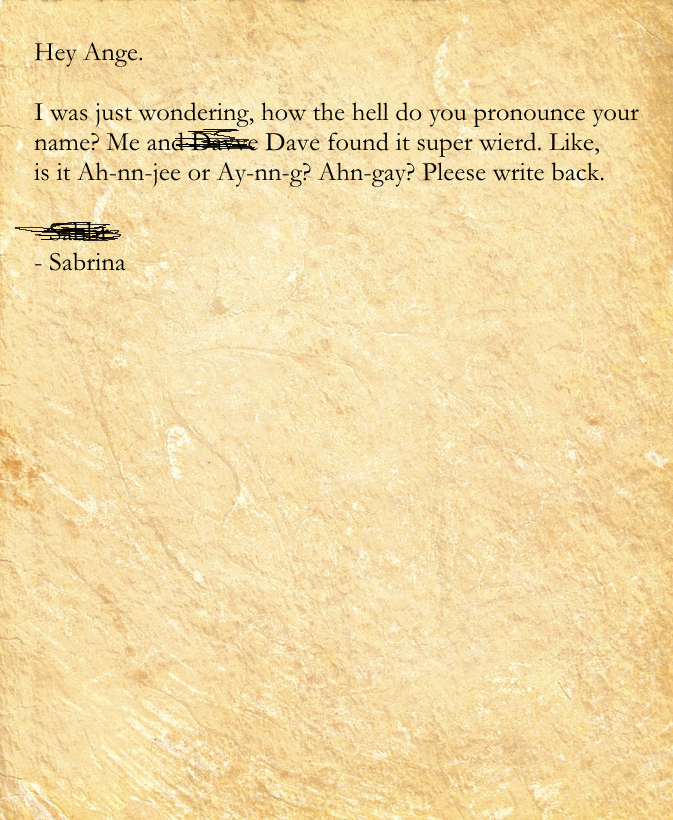 Hey Ange.
I was just wondering, how the hell do you pronounce your
name? Me and Davve Dave found it super wierd. Like,
is it Ah-nn-jee or Ay-nn-g? Ahn-gay? Pleese write back.
- Sabrina